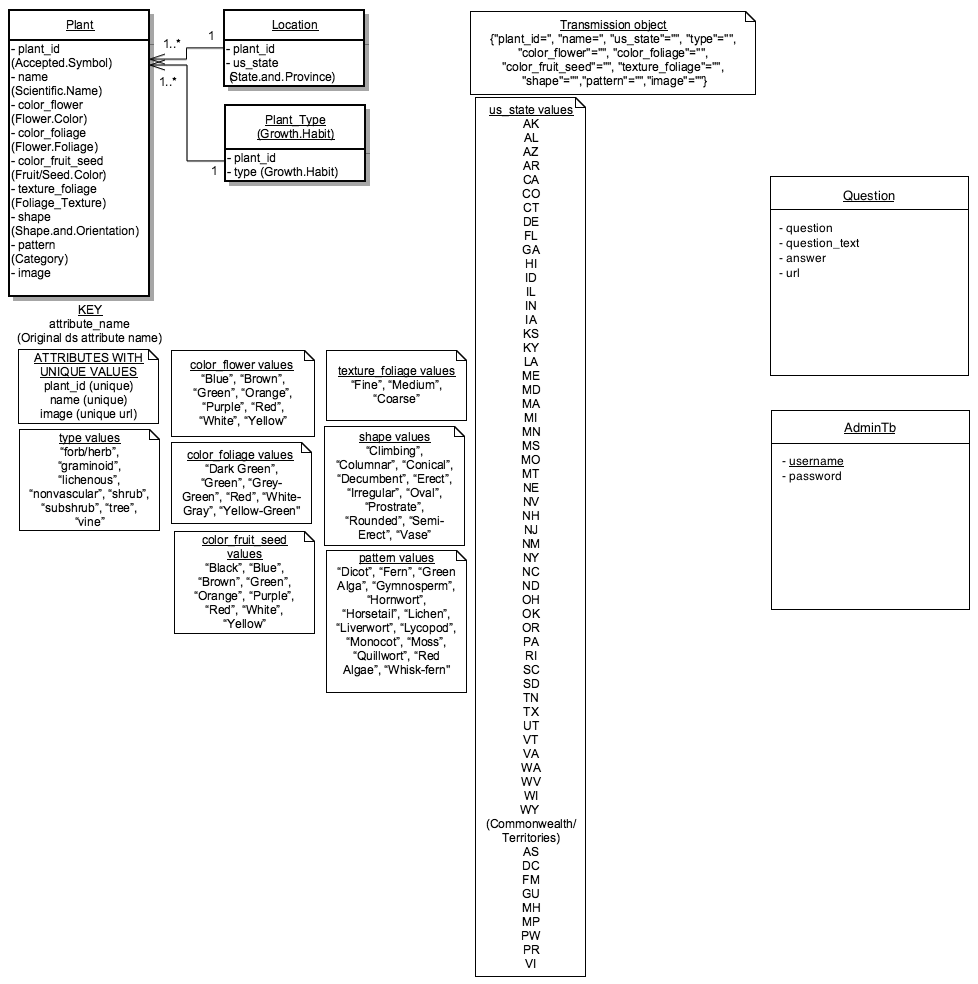 Plant
- plant_id
(Accepted.Symbol)
- name
(Scientific.Name)
- color_flower
(Flower.Color)
- color_foliage
(Flower.Foliage)
- color_fruit_seed
(Fruit/Seed.Color)
- texture_foliage
(Foliage_Texture)
- shape
(Shape.and.Orientation)
- pattern
(Category)
- image
1..*
1
1..*
1
Location
- plant_id
- us_state
(State.and.Province)
Plant_Type
(Growth.Habit)
- plant_id
- type (Growth.Habit)
Transmission object
{"plant_id=", "name=", "us_state"="", "type"="",
"color_flower"="", "color_foliage"="",
"color_fruit_seed"="", "texture_foliage"="",
"shape"="","pattern"="","image"=""}
KEY
attribute_name
(Original ds attribute name)
ATTRIBUTES WITH
UNIQUE VALUES
plant_id (unique)
name (unique)
image (unique url)
type values
“forb/herb”,
“graminoid”,
“lichenous”,
“nonvascular”, “shrub”,
“subshrub”, “tree”,
“vine”
color_flower values
“Blue”, “Brown”,
“Green”, “Orange”,
“Purple”, “Red”,
“White”, “Yellow”
color_foliage values
“Dark Green”,
“Green”, “Grey-
Green”, “Red”, “White-
Gray”, “Yellow-Green”
color_fruit_seed
values
“Black”, “Blue”,
“Brown”, “Green”,
“Orange”, “Purple”,
“Red”, “White”,
“Yellow”
texture_foliage values
“Fine”, “Medium”,
“Coarse”
shape values
“Climbing”,
“Columnar”, “Conical”,
“Decumbent”, “Erect”,
“Irregular”, “Oval”,
“Prostrate”,
“Rounded”, “Semi-
Erect”, “Vase”
pattern values
“Dicot”, “Fern”, “Green
Alga”, “Gymnosperm”,
“Hornwort”,
“Horsetail”, “Lichen”,
“Liverwort”, “Lycopod”,
“Monocot”, “Moss”,
“Quillwort”, “Red
Algae”, “Whisk-fern”
us_state values
AK
AL
AZ
AR
CA
CO
CT
DE
FL
GA
HI
ID
IL
IN
IA
KS
KY
LA
ME
MD
MA
MI
MN
MS
MO
MT
NE
NV
NH
NJ
NM
NY
NC
ND
OH
OK
OR
PA
RI
SC
SD
TN
TX
UT
VT
VA
WA
WV
WI
WY
(Commonwealth/
Territories)
AS
DC
FM
GU
MH
MP
PW
PR
VI
Question
- question
- question_text
- answer
- url
AdminTb
- username
- password